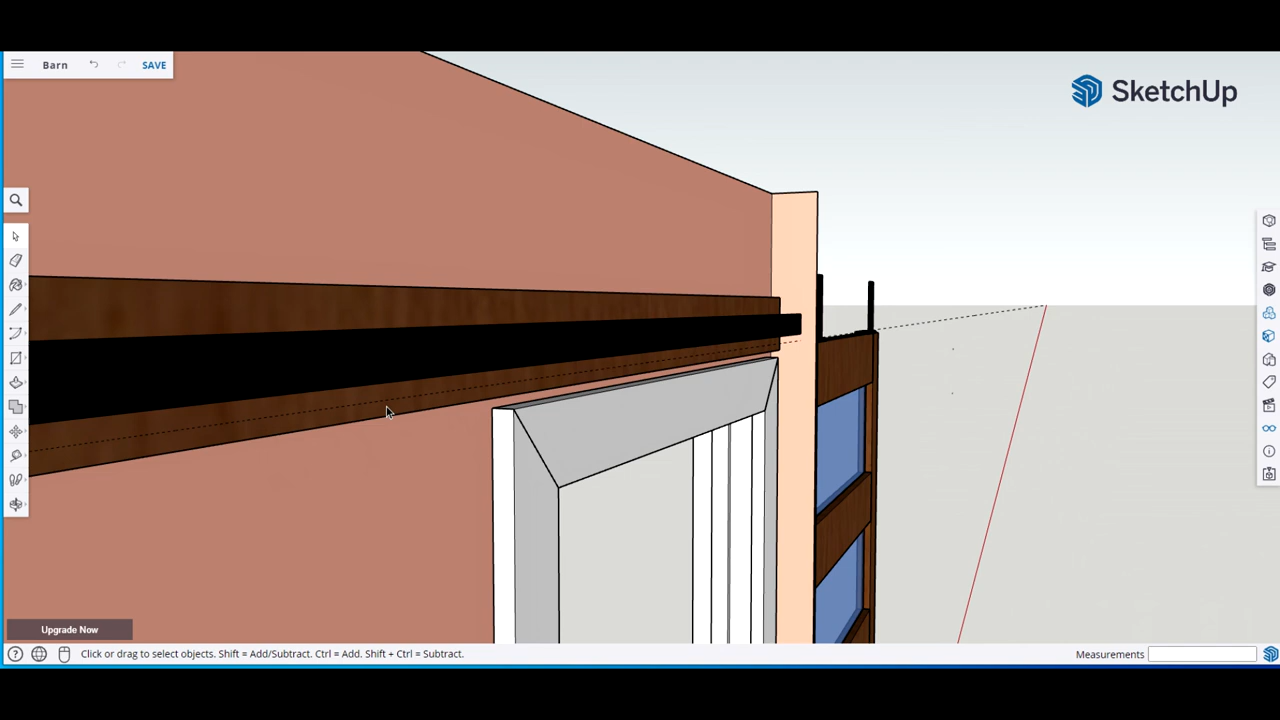 Barn
SAVE
SketchUp
Upgrade Now
Click or drag to select objects. Shift = Add/Subtract. Ctrl = Add. Shift + Ctrl = Subtract.
Measurements